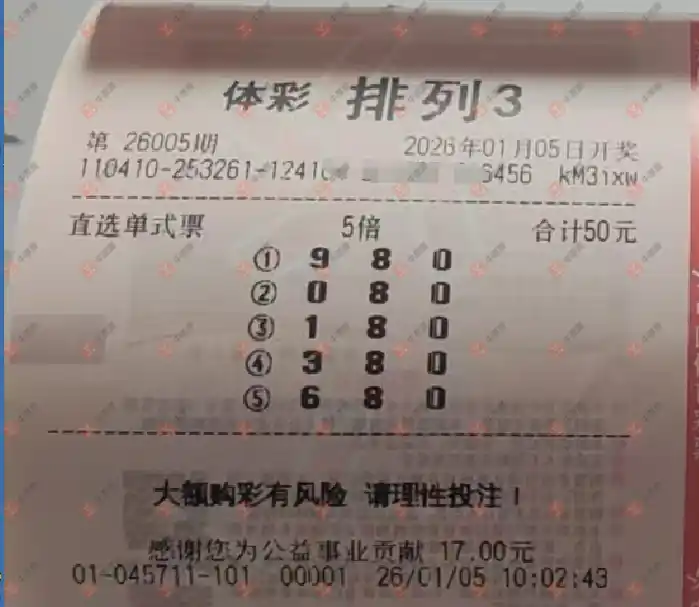 体彩 排列3
第 26005期 2026年01月05日开奖
110410-253261-1241 6456 kM3ixw
直选单式票 5倍 合计50元
① 9 8 0
② 0 8 0
③ 1 8 0
④ 3 8 0
⑤ 6 8 0
大额购彩有风险 请理性投注！
感谢您为公益事业贡献 17.00元
01-045711-101 00001 26/01/05 10:02:43